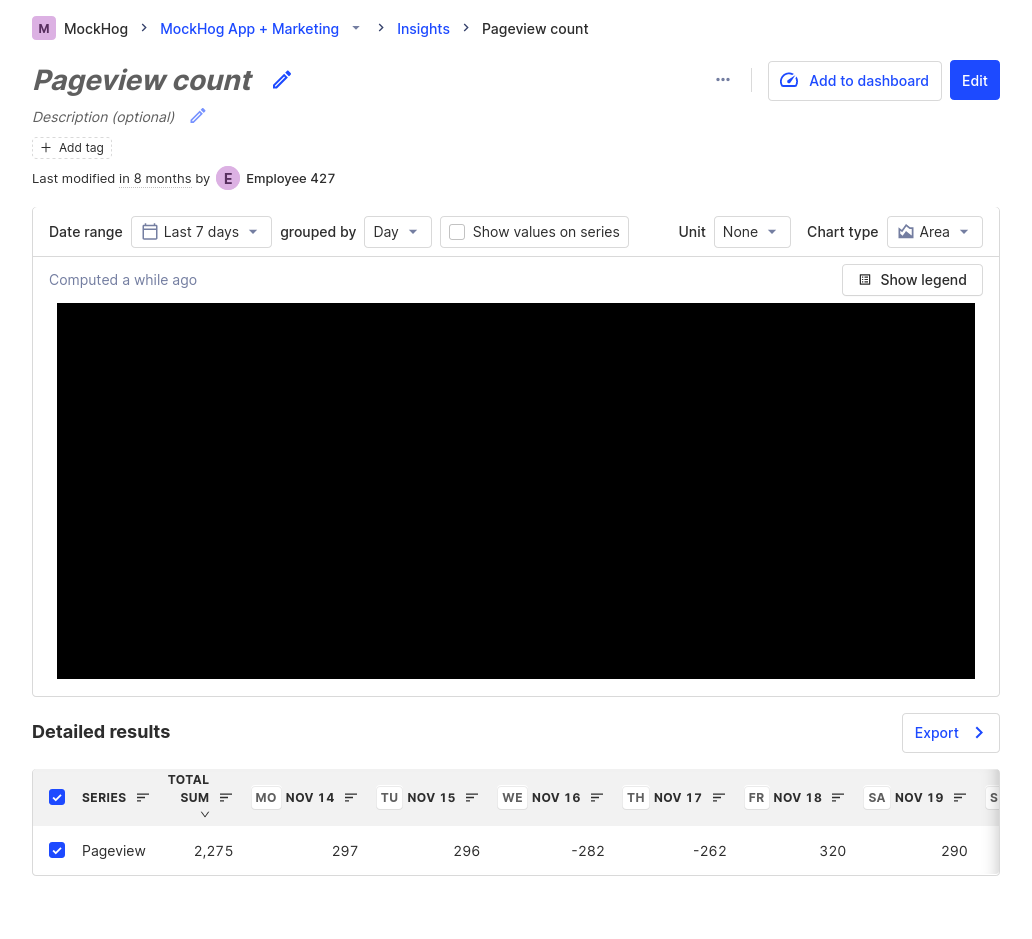 M MockHog > MockHog App + Marketing > Insights > Pageview count
Pageview count
... Add to dashboard Edit
Description (optional)
+ Add tag
Last modified in 8 months by E Employee 427
Date range Last 7 days grouped by Day Show values on series Unit None Chart type Area
Computed a while ago Show legend
Detailed results Export
SERIES TOTAL SUM MO NOV 14 TU NOV 15 WE NOV 16 TH NOV 17 FR NOV 18 SA NOV 19 S
Pageview 2,275 297 296 -282 -262 320 290